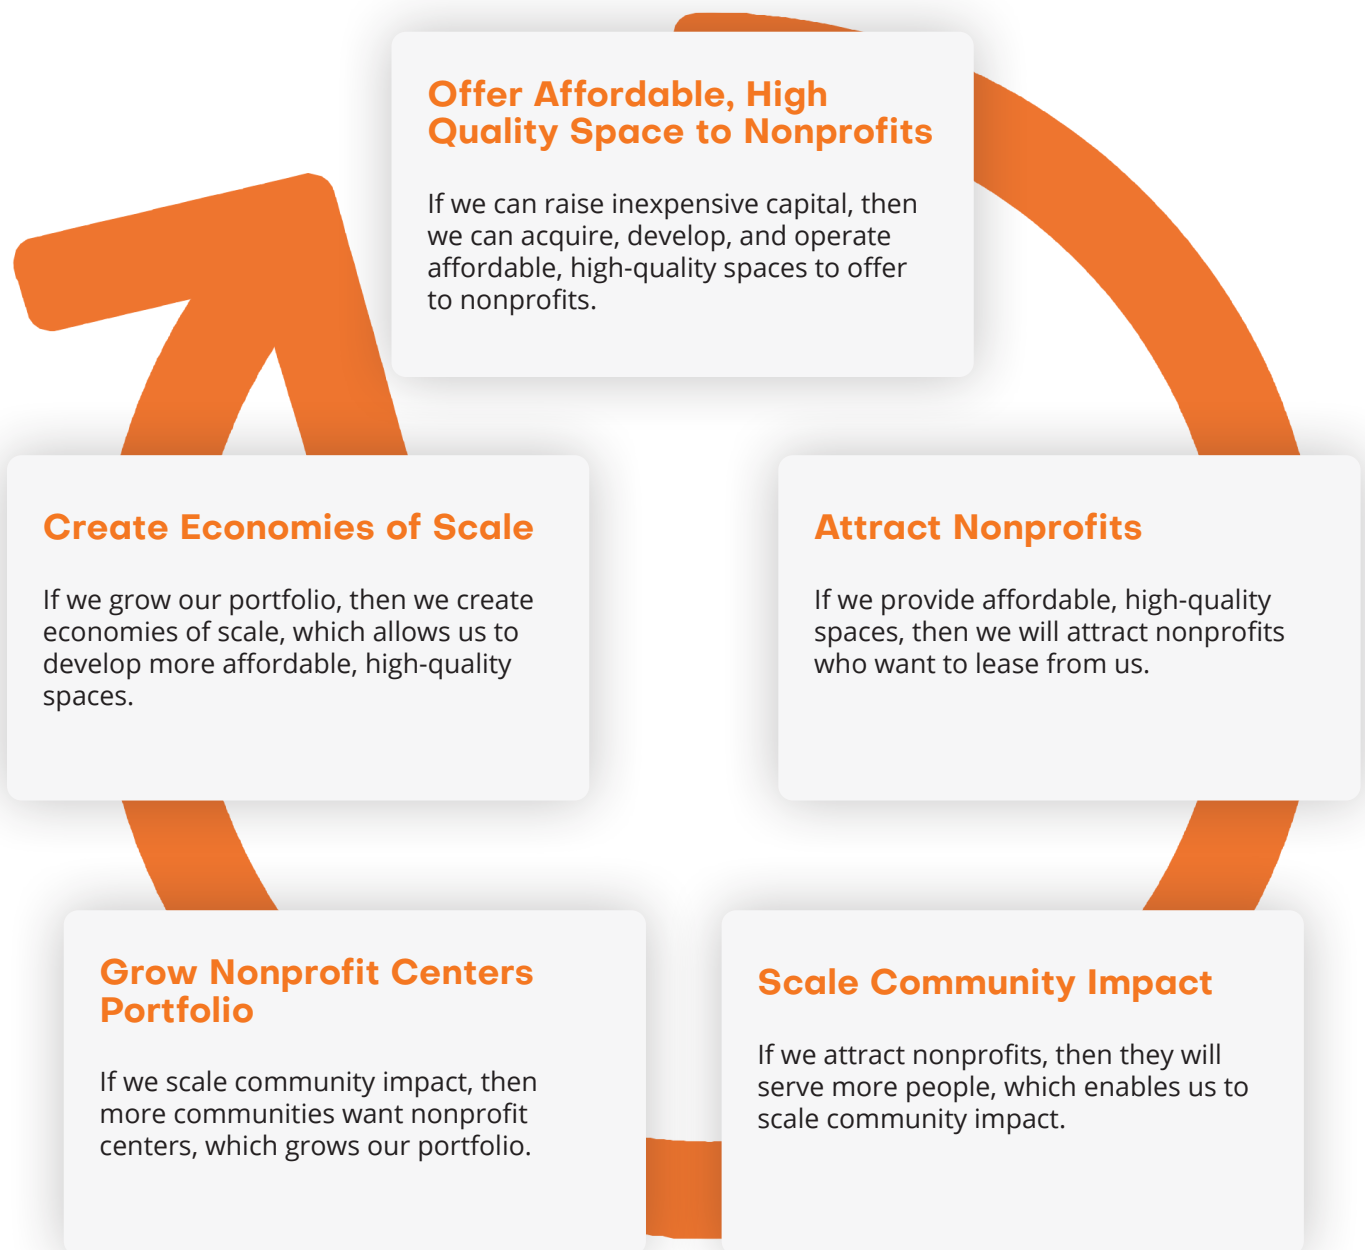 Offer Affordable, High
Quality Space to Nonprofits
If we can raise inexpensive capital, then
we can acquire, develop, and operate
affordable, high-quality spaces to offer
to nonprofits.
Attract Nonprofits
If we provide affordable, high-quality
spaces, then we will attract nonprofits
who want to lease from us.
Scale Community Impact
If we attract nonprofits, then they will
serve more people, which enables us to
scale community impact.
Grow Nonprofit Centers
Portfolio
If we scale community impact, then
more communities want nonprofit
centers, which grows our portfolio.
Create Economies of Scale
If we grow our portfolio, then we create
economies of scale, which allows us to
develop more affordable, high-quality
spaces.